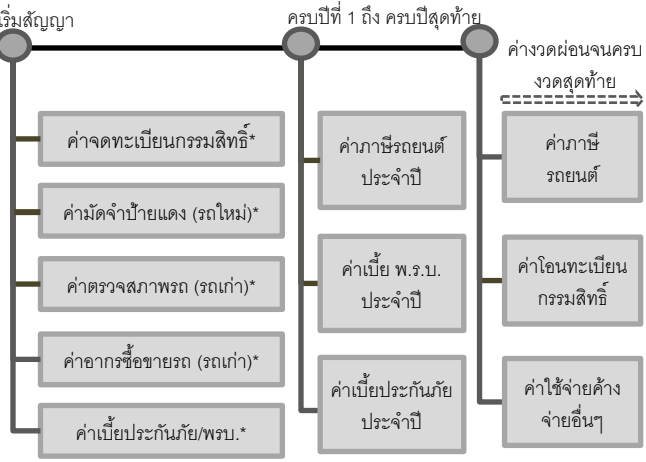 เริ่มสัญญา
ครบปีที่ 1 ถึง ครบปีสุดท้าย
ค่างวดผ่อนจนครบ
งวดสุดท้าย
ค่าจดทะเบียนกรรมสิทธิ์*
ค่ามัดจำป้ายแดง (รถใหม่)*
ค่าตรวจสภาพรถ (รถเก่า)*
ค่าอากรซื้อขายรถ (รถเก่า)*
ค่าเบี้ยประกันภัย/พรบ.*
ค่าภาษีรถยนต์
ประจำปี
ค่าเบี้ย พ.ร.บ.
ประจำปี
ค่าเบี้ยประกันภัย
ประจำปี
ค่าภาษี
รถยนต์
ค่าโอนทะเบียน
กรรมสิทธิ์
ค่าใช้จ่ายค้าง
จ่ายอื่นๆ